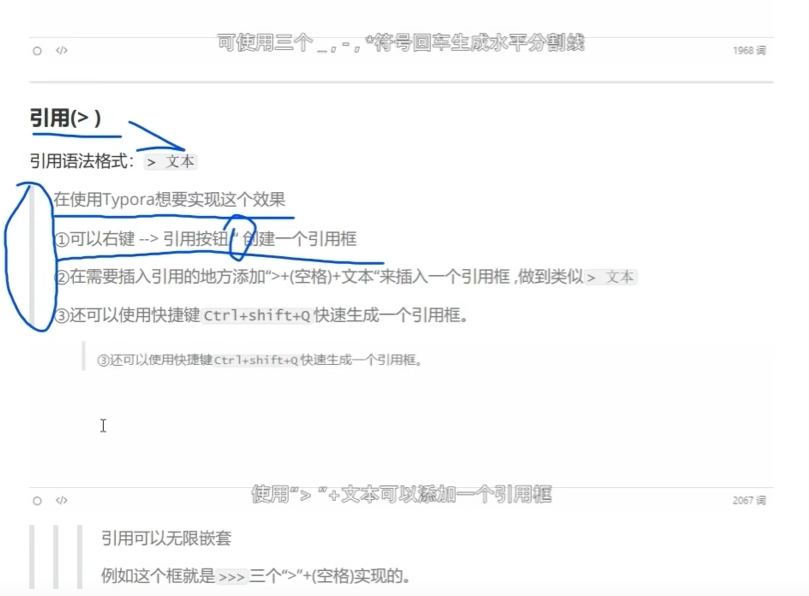 可使用三个 _ , - , *符号回车生成水平分割线
</>
1968 词
引用(> )
引用语法格式： > 文本
在使用Typora想要实现这个效果
①可以右键 --> 引用按钮 “ 创建一个引用框
②在需要插入引用的地方添加“>+(空格)+文本“来插入一个引用框 ,做到类似 > 文本
③还可以使用快捷键 Ctrl+shift+Q 快速生成一个引用框。
③还可以使用快捷键Ctrl+shift+Q 快速生成一个引用框。
使用“> ”+文本可以添加一个引用框
</>
2067 词
引用可以无限嵌套
例如这个框就是 >>> 三个“>”+(空格)实现的。